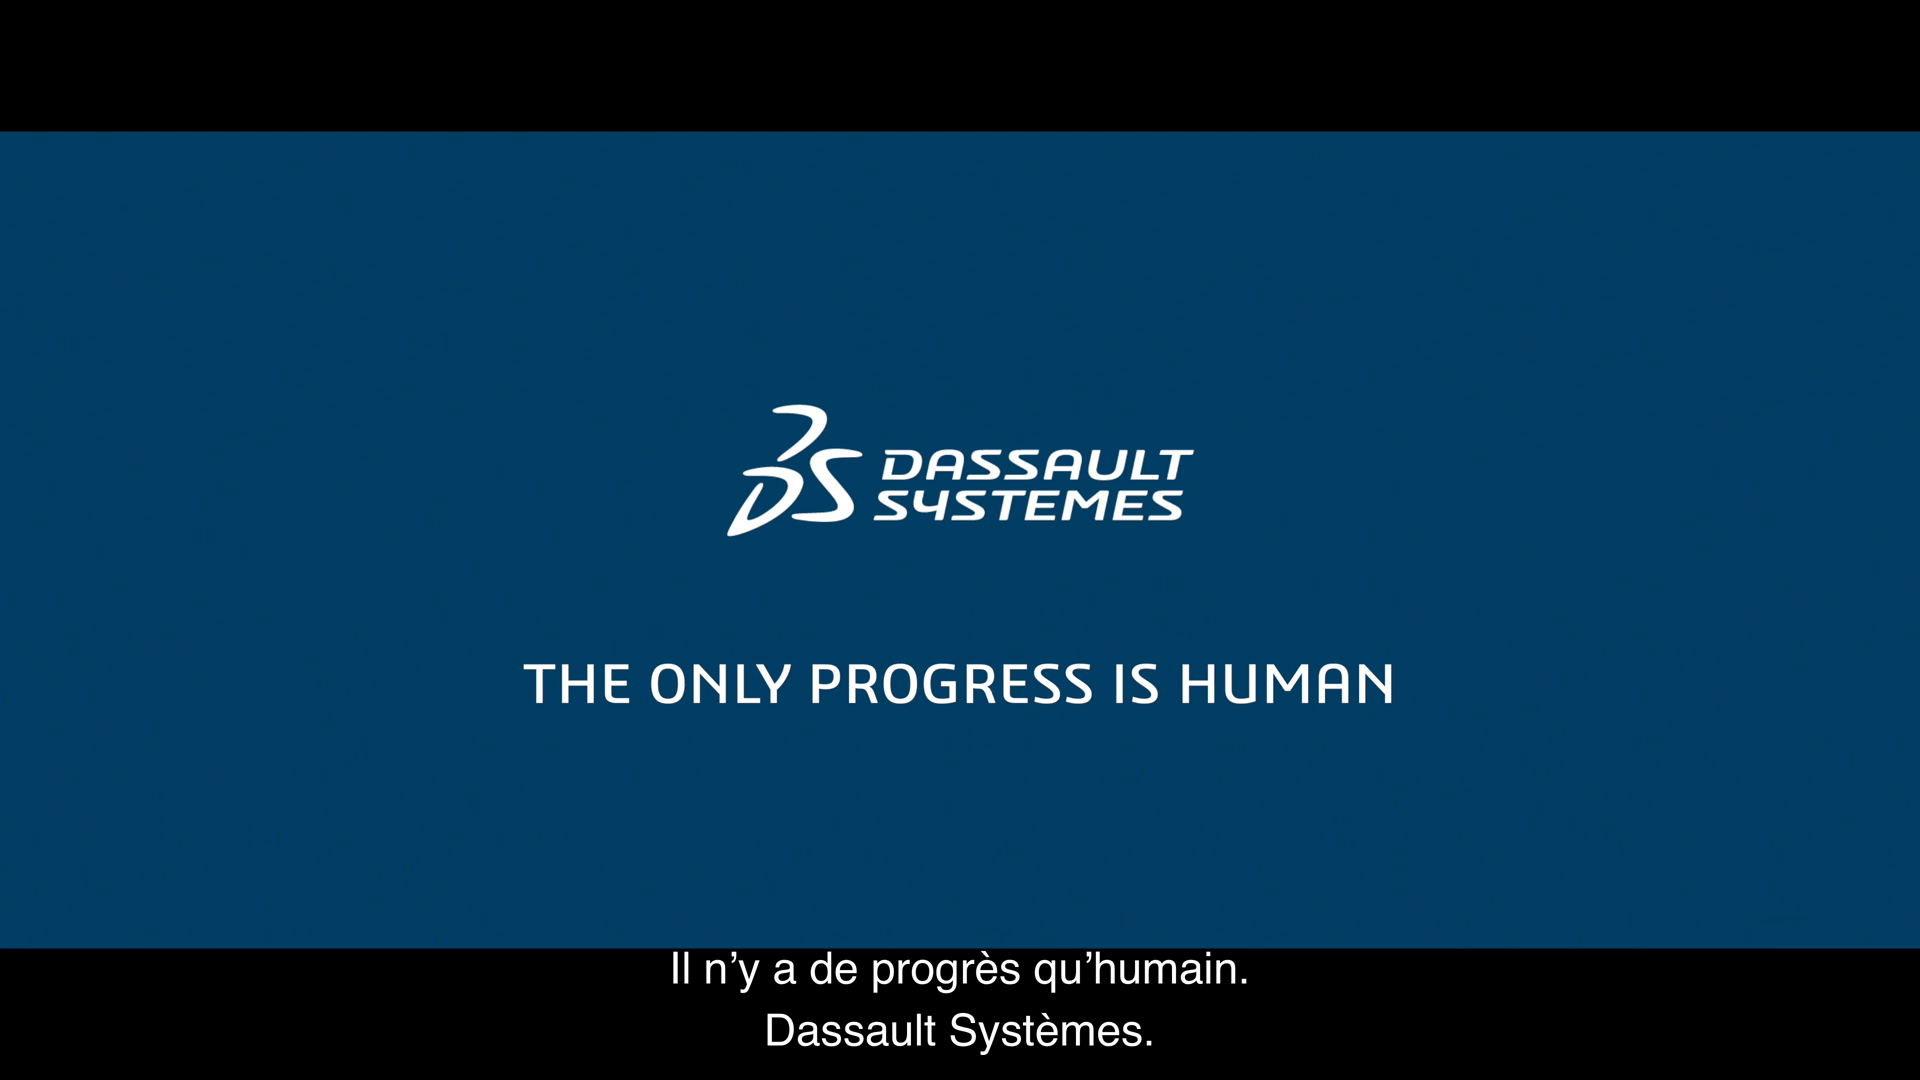 DASSAULT
SYSTEMES
THE ONLY PROGRESS IS HUMAN
Il n’y a de progrès qu’humain.
Dassault Systèmes.